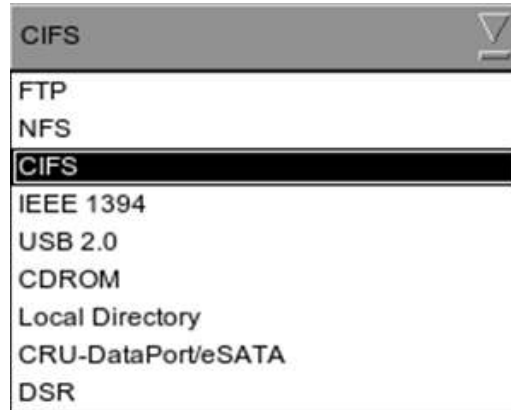 CIFS
FTP
NFS
CIFS
IEEE 1394
USB 2.0
CDROM
Local Directory
CRU-DataPort/eSATA
DSR